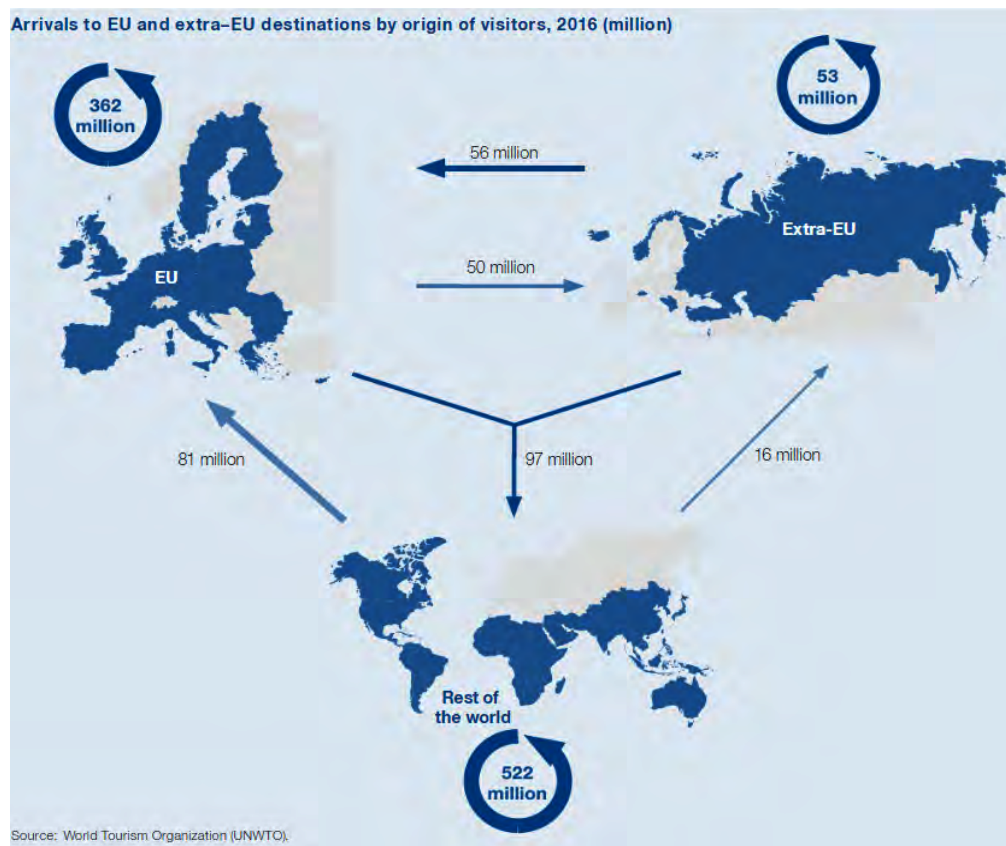 Arrivals to EU and extra–EU destinations by origin of visitors, 2016 (million)
362
million
53
million
56 million
Extra-EU
EU
50 million
81 million
97 million
16 million
Rest of
the world
522
million
Source: World Tourism Organization (UNWTO).